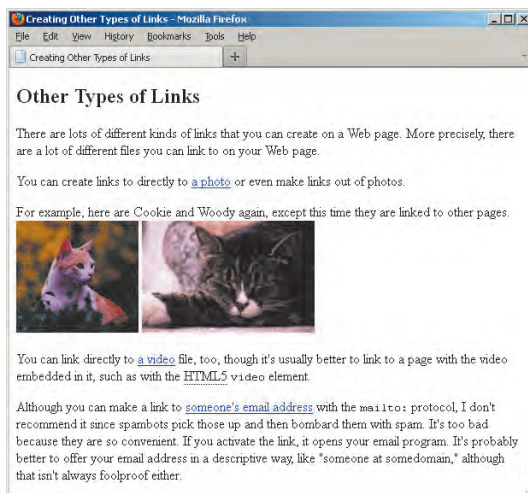 Creating Other Types of Links - Mozilla Firefox
File Edit View History Bookmarks Tools Help
Creating Other Types of Links +
Other Types of Links
There are lots of different kinds of links that you can create on a Web page. More precisely, there
are a lot of different files you can link to on your Web page.
You can create links to directly to a photo or even make links out of photos.
For example, here are Cookie and Woody again, except this time they are linked to other pages.
You can link directly to a video file, too, though it's usually better to link to a page with the video
embedded in it, such as with the HTML5 video element.
Although you can make a link to someone's email address with the mailto: protocol, I don't
recommend it since spambots pick those up and then bombard them with spam. It's too bad
because they are so convenient. If you activate the link, it opens your email program. It's probably
better to offer your email address in a descriptive way, like "someone at somedomain," although
that isn't always foolproof either.